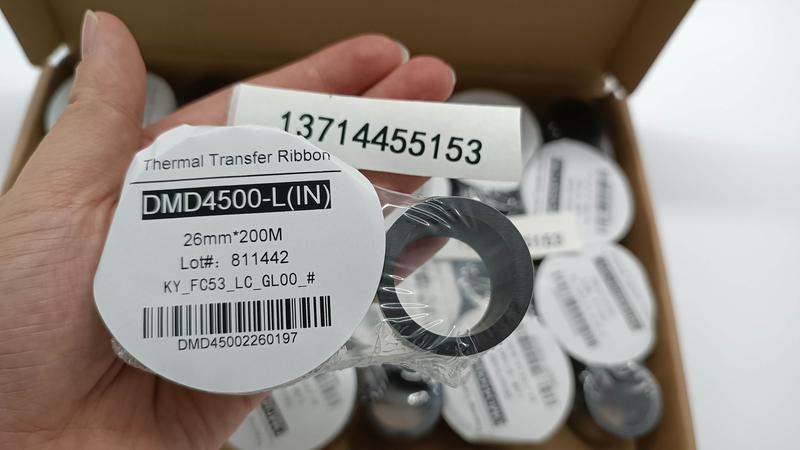 13714455153
Thermal Transfer Ribbon
DMD4500-L(IN)
26mm*200M
Lot#: 811442
KY_FC53_LC_GL00_#
DMD45002260197